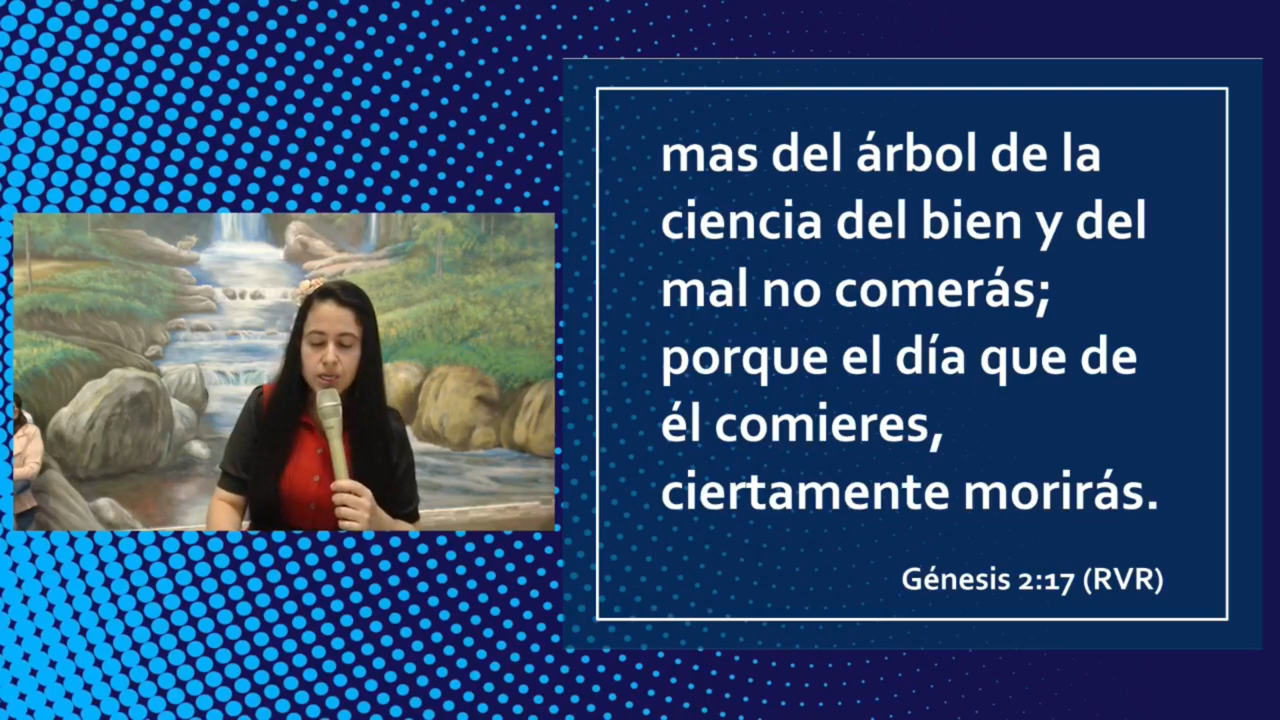 mas del árbol de la
ciencia del bien y del
mal no comerás;
porque el día que de
él comieres,
ciertamente morirás.
Génesis 2:17 (RVR)